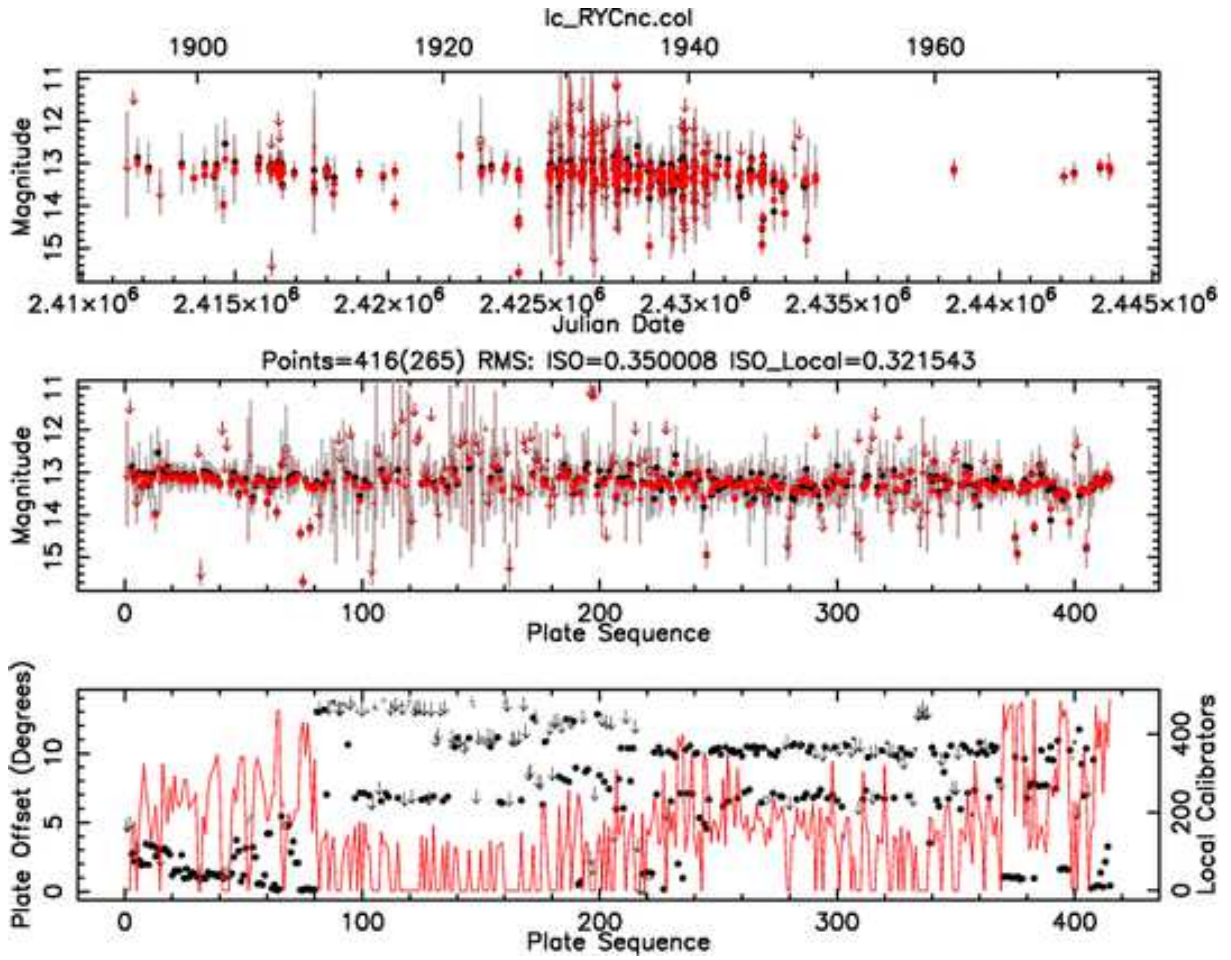 lc_RYCnc.col
1900 1920 1940 1960
11
12
13
14
15
Magnitude
2.41×10⁶ 2.415×10⁶ 2.42×10⁶ 2.425×10⁶ 2.43×10⁶ 2.435×10⁶ 2.44×10⁶ 2.445×10⁶
Julian Date
Points=416(265) RMS: ISO=0.350008 ISO_Local=0.321543
11
12
13
14
15
Magnitude
0 100 200 300 400
Plate Sequence
10
5
0
Plate Offset (Degrees)
400
200
0
Local Calibrators
0 100 200 300 400
Plate Sequence